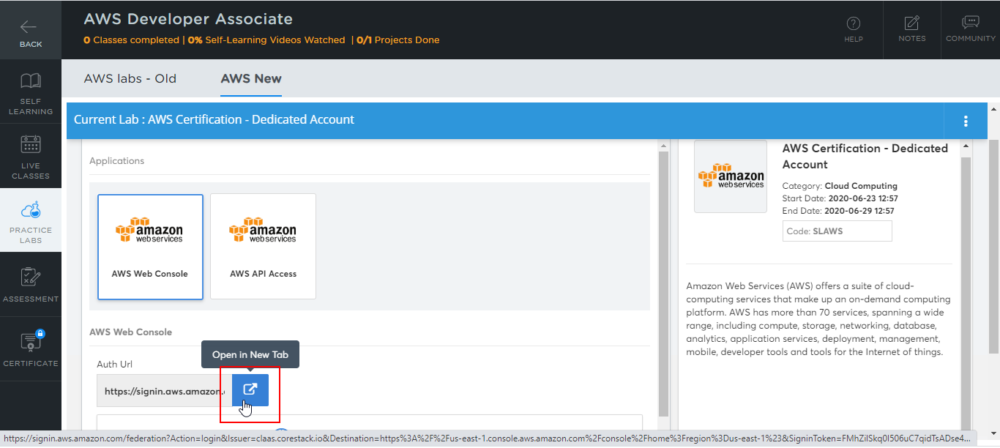 AWS Developer Associate
0 Classes completed | 0% Self-Learning Videos Watched | 0/1 Projects Done
BACK
HELP
NOTES
COMMUNITY
AWS labs - Old
AWS New
SELF
LEARNING
LIVE
CLASSES
PRACTICE
LABS
ASSESSMENT
CERTIFICATE
Current Lab : AWS Certification - Dedicated Account
Applications
amazon
webservices
AWS Web Console
amazon
webservices
AWS API Access
AWS Web Console
Open in New Tab
Auth Url
https://signin.aws.amazon.
amazon
webservices
AWS Certification - Dedicated
Account
Category: Cloud Computing
Start Date: 2020-06-23 12:57
End Date: 2020-06-29 12:57
Code: SLAWS
Amazon Web Services (AWS) offers a suite of cloud-
computing services that make up an on-demand computing
platform. AWS has more than 70 services, spanning a wide
range, including compute, storage, networking, database,
analytics, application services, deployment, management,
mobile, developer tools and tools for the Internet of things.
https://signin.aws.amazon.com/federation?Action=login&Issuer=claas.corestack.io&Destination=https%3A%2F%2Fus-east-1.console.aws.amazon.com%2Fconsole%2Fhome%3Fregion%3Dus-east-1%23&SigninToken=FMhZiISkq0I506uC7qidTsADse4...